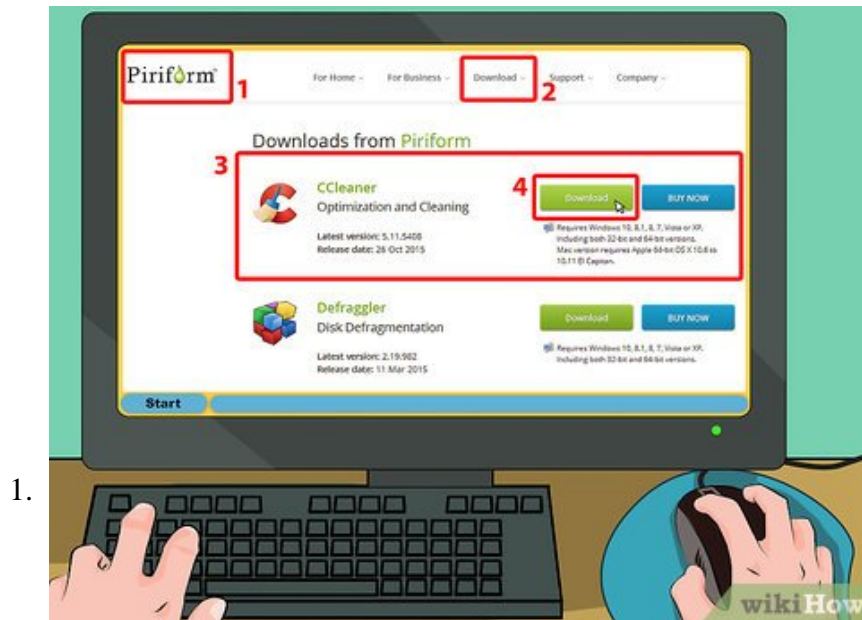 Piriform
1
For Home
For Business
Download
2
Support
Company
Downloads from Piriform
3
CCleaner
Optimization and Cleaning
Latest version: 5.11.5408
Release date: 26 Oct 2015
4
Download
BUY NOW
Requires Windows 10, 8.1, 8, 7, Vista or XP.
Including both 32-bit and 64-bit versions.
Mac version requires Apple 64-bit OS X 10.6 to
10.11 El Capitan.
Defraggler
Disk Defragmentation
Latest version: 2.19.982
Release date: 11 Mar 2015
Download
BUY NOW
Requires Windows 10, 8.1, 8, 7, Vista or XP.
Including both 32-bit and 64-bit versions.
Start
1.
wikiHow